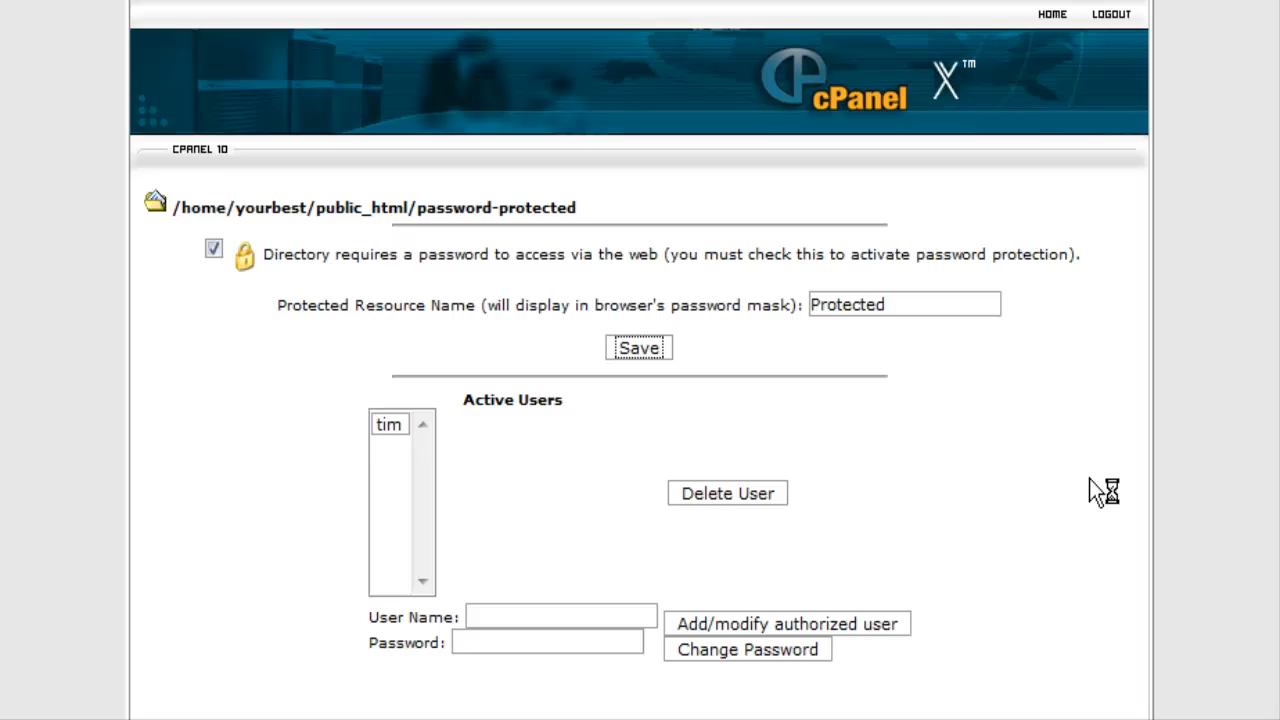 HOME LOGOUT
cPanel X™
CPANEL 10
/home/yourbest/public_html/password-protected
Directory requires a password to access via the web (you must check this to activate password protection).
Protected Resource Name (will display in browser's password mask): Protected
Save
Active Users
tim
Delete User
User Name: Add/modify authorized user
Password: Change Password